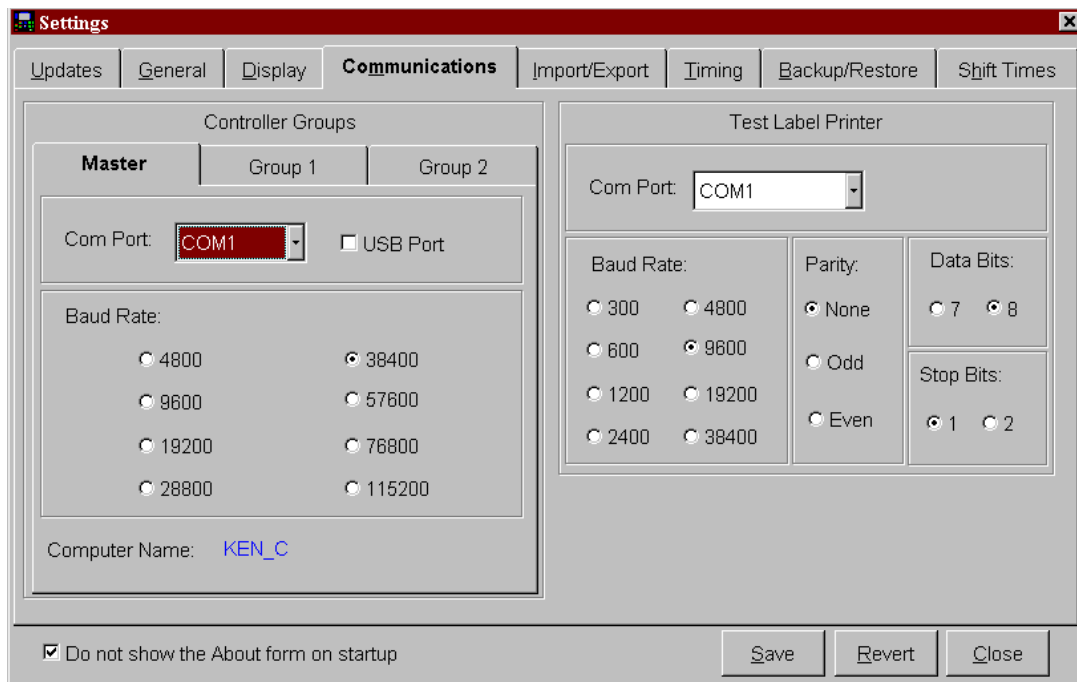 Settings
Updates General Display Communications Import/Export Timing Backup/Restore Shift Times
Controller Groups
Master Group 1 Group 2
Com Port: COM1 USB Port
Baud Rate:
4800 38400
9600 57600
19200 76800
28800 115200
Computer Name: KEN_C
Test Label Printer
Com Port: COM1
Baud Rate:
300 4800
600 9600
1200 19200
2400 38400
Parity:
None
Odd
Even
Data Bits:
7 8
Stop Bits:
1 2
Do not show the About form on startup
Save Revert Close